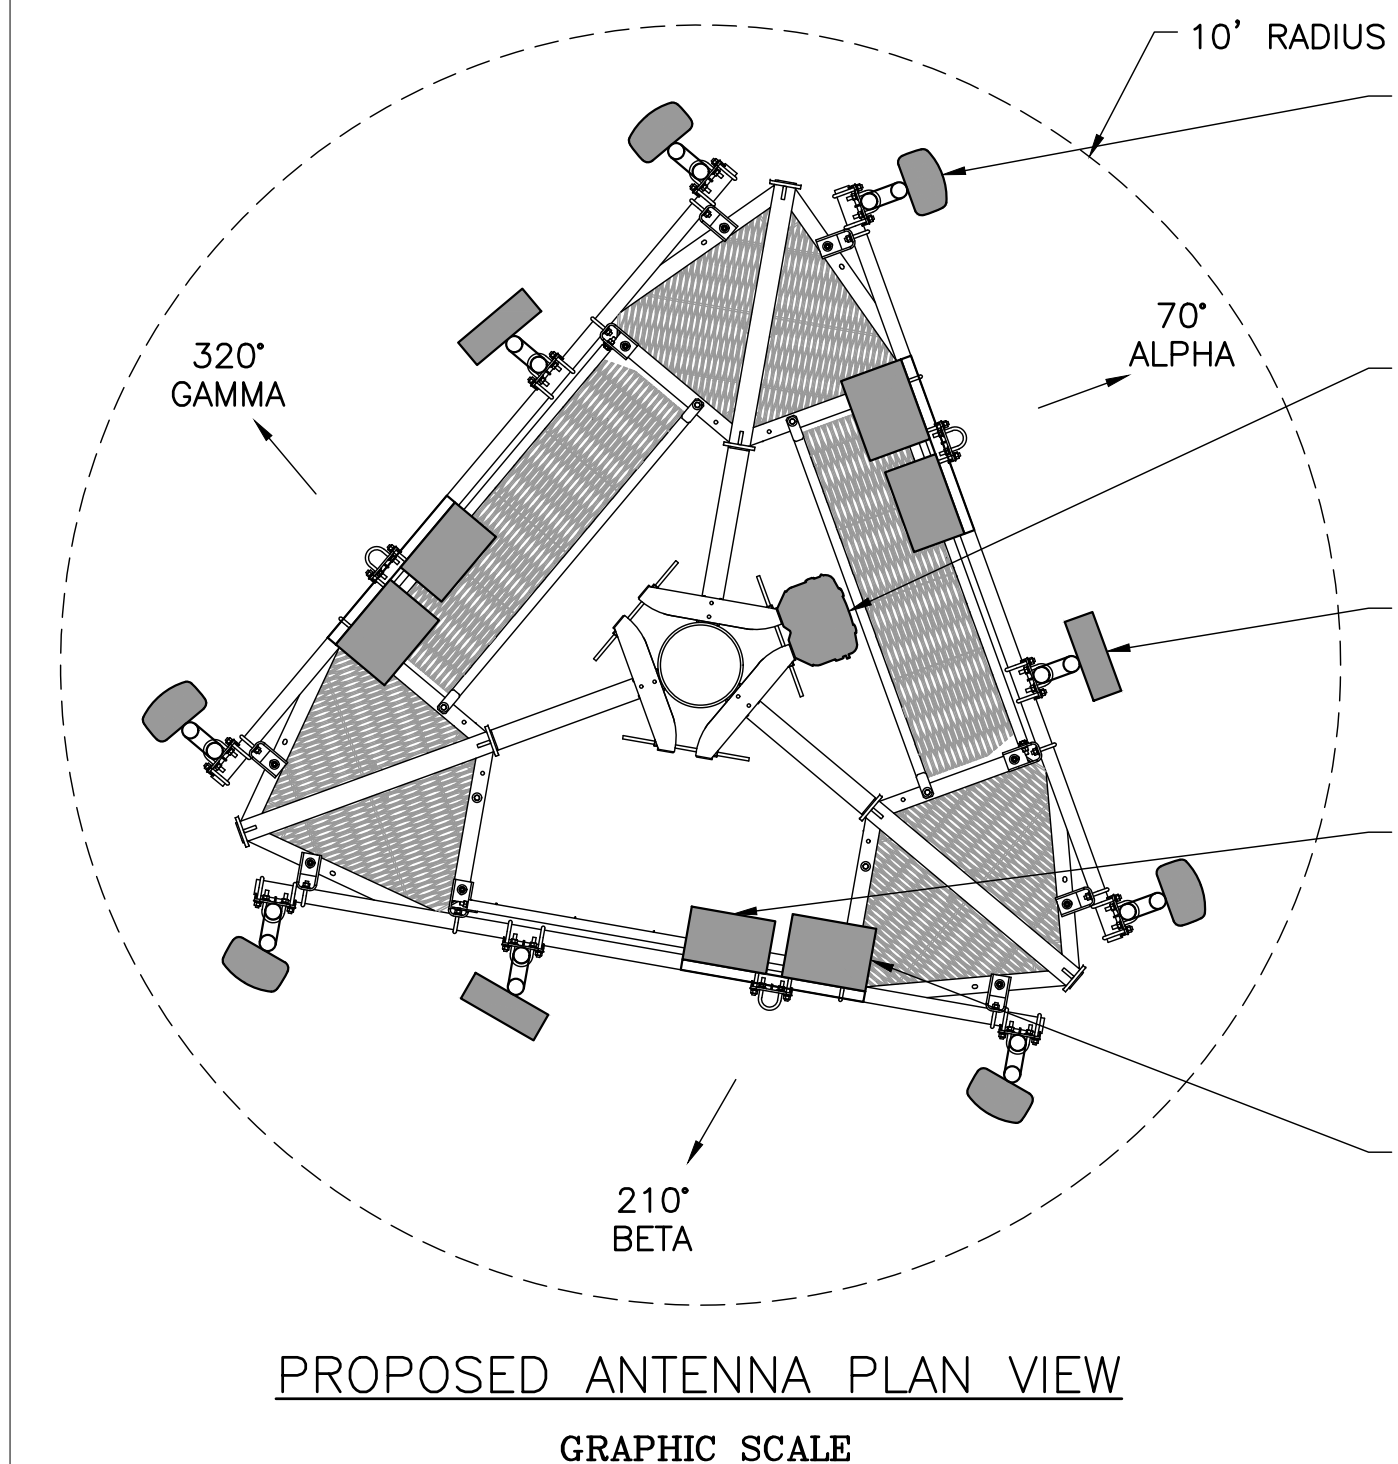 10’ RADIUS
70°
ALPHA
320°
GAMMA
210°
BETA
PROPOSED ANTENNA PLAN VIEW
GRAPHIC SCALE